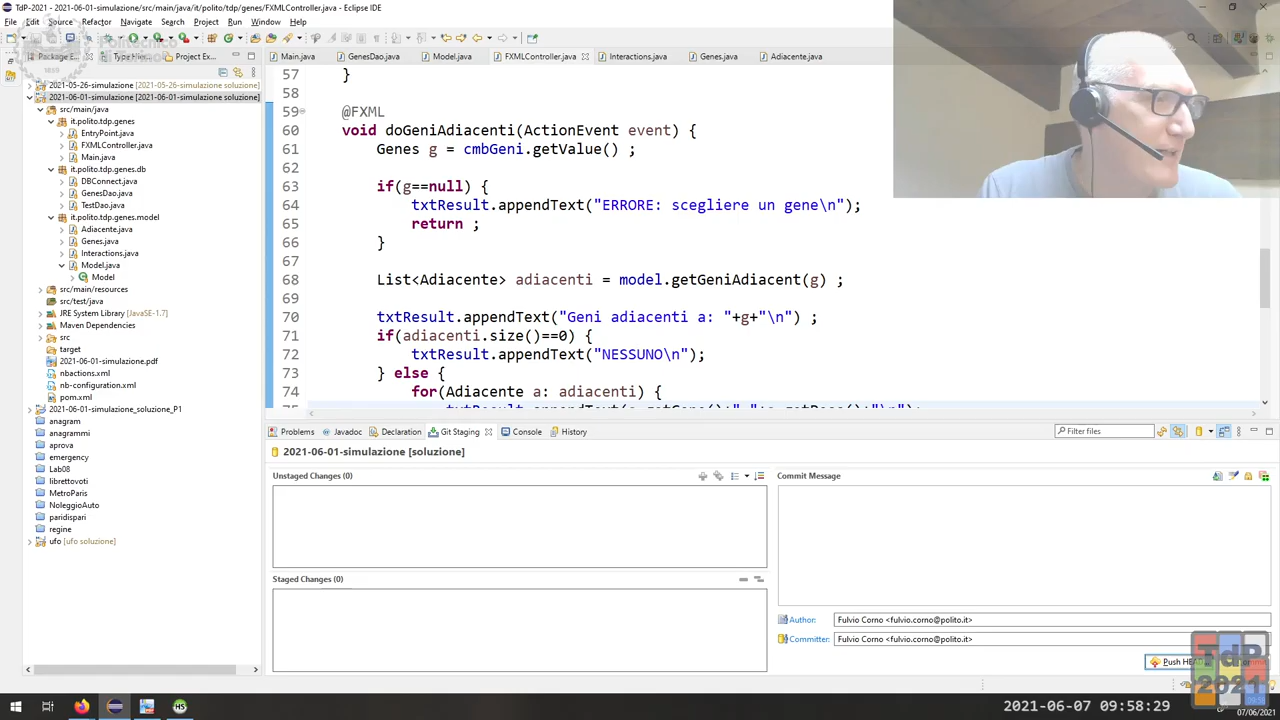 TdP-2021 - 2021-06-01-simulazione/src/main/java/it/polito/tdp/genes/FXMLController.java - Eclipse IDE
File Edit Source Refactor Navigate Search Project Run Window Help
Package E... Type Hier... Project Ex...
2021-05-26-simulazione [2021-05-26-simulazione soluzione]
2021-06-01-simulazione [2021-06-01-simulazione soluzione]
src/main/java
it.polito.tdp.genes
EntryPoint.java
FXMLController.java
Main.java
it.polito.tdp.genes.db
DBConnect.java
GenesDao.java
TestDao.java
it.polito.tdp.genes.model
Adiacente.java
Genes.java
Interactions.java
Model.java
Model
src/main/resources
src/test/java
JRE System Library [JavaSE-1.7]
Maven Dependencies
src
target
2021-06-01-simulazione.pdf
nbactions.xml
nb-configuration.xml
pom.xml
2021-06-01-simulazione_soluzione_P1
anagram
anagrammi
aprova
emergency
Lab08
librettovoti
MetroParis
NoleggioAuto
paridispari
regine
ufo [ufo soluzione]
Main.java GenesDao.java Model.java FXMLController.java Interactions.java Genes.java Adiacente.java
57 }
58
59 @FXML
60 void doGeniAdiacenti(ActionEvent event) {
61 Genes g = cmbGeni.getValue() ;
62
63 if(g==null) {
64 txtResult.appendText("ERRORE: scegliere un gene\n");
65 return ;
66 }
67
68 List<Adiacente> adiacenti = model.getGeniAdiacent(g) ;
69
70 txtResult.appendText("Geni adiacenti a: "+g+"\n") ;
71 if(adiacenti.size()==0) {
72 txtResult.appendText("NESSUNO\n");
73 } else {
74 for(Adiacente a: adiacenti) {
Problems Javadoc Declaration Git Staging Console History
Filter files
2021-06-01-simulazione [soluzione]
Unstaged Changes (0)
Commit Message
Staged Changes (0)
Author: Fulvio Corno <fulvio.corno@polito.it>
Committer: Fulvio Corno <fulvio.corno@polito.it>
Push HEAD
TdP
2021
2021-06-07 09:58:29
07/06/2021